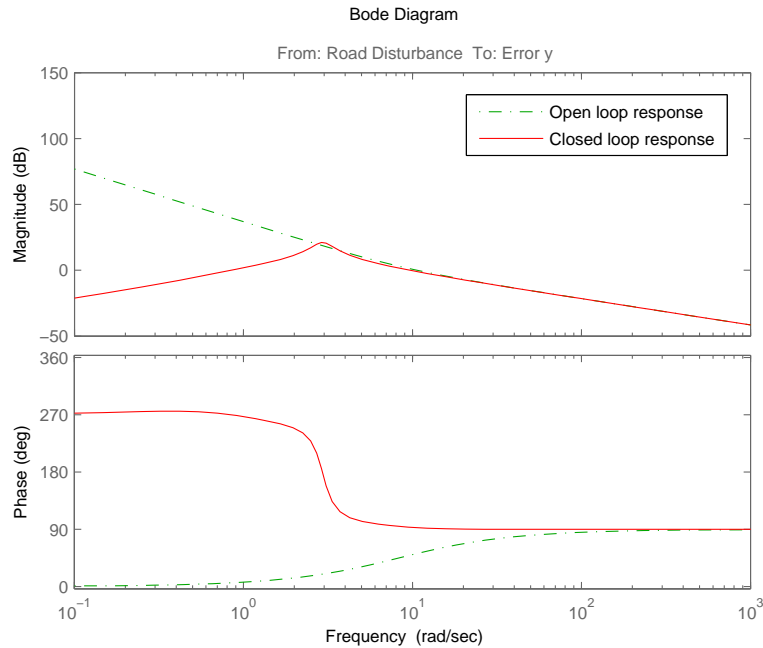 Bode Diagram
From: Road Disturbance To: Error y
150
100
50
0
−50
Magnitude (dB)
Open loop response
Closed loop response
360
270
180
90
0
Phase (deg)
10^−1
10^0
10^1
10^2
10^3
Frequency (rad/sec)